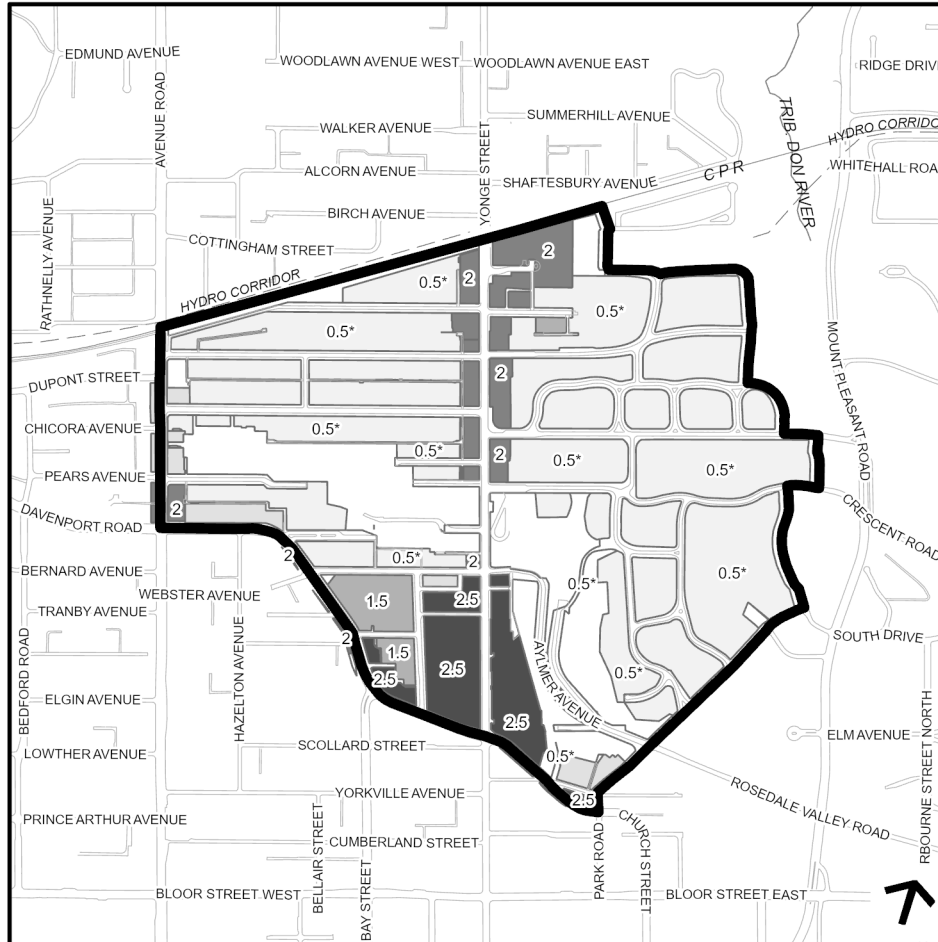 EDMUND AVENUE
WOODLAWN AVENUE WEST
WOODLAWN AVENUE EAST
RIDGE DRIVE
AVENUE ROAD
YONGE STREET
SUMMERHILL AVENUE
TRIB. DON RIVER
HYDRO CORRIDO
WALKER AVENUE
ALCORN AVENUE
SHAFTESBURY AVENUE
CPR
WHITEHALL ROA
RATHNELLY AVENUE
BIRCH AVENUE
COTTINGHAM STREET
HYDRO CORRIDOR
2
2
0.5*
0.5*
0.5*
MOUNT PLEASANT ROAD
DUPONT STREET
2
CHICORA AVENUE
0.5*
0.5*
2
0.5*
0.5*
PEARS AVENUE
2
DAVENPORT ROAD
CRESCENT ROAD
2
0.5*
2
BERNARD AVENUE
0.5*
0.5*
WEBSTER AVENUE
1.5
2.5
TRANBY AVENUE
BEDFORD ROAD
HAZELTON AVENUE
2
SOUTH DRIVE
AYLMER AVENUE
1.5
2.5
2.5
0.5*
ELGIN AVENUE
2.5
RBOURNE STREET NORTH
ELM AVENUE
LOWTHER AVENUE
SCOLLARD STREET
0.5*
YORKVILLE AVENUE
2.5
ROSEDALE VALLEY ROAD
PRINCE ARTHUR AVENUE
BELLAIR STREET
CUMBERLAND STREET
BAY STREET
PARK ROAD
CHURCH STREET
BLOOR STREET WEST
BLOOR STREET EAST